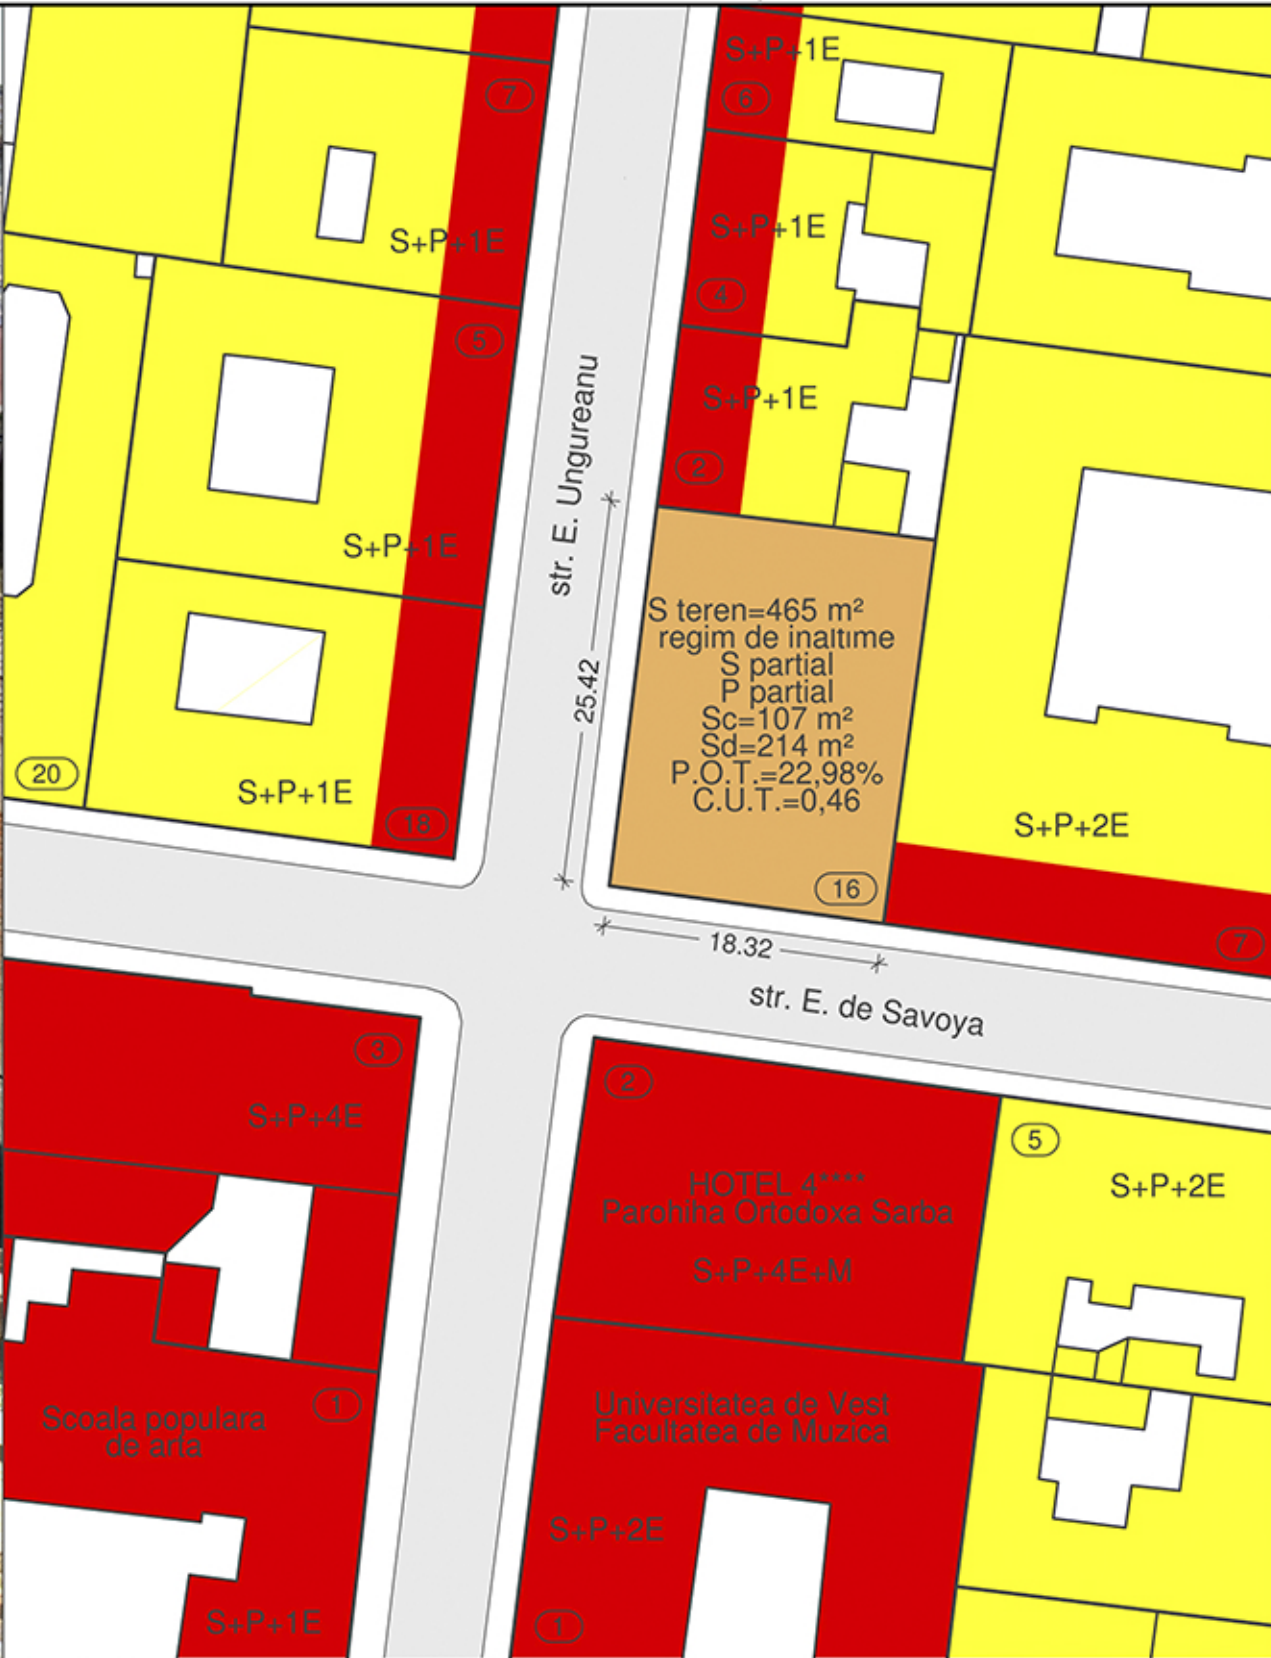 S+P+1E
7
6
S+P+1E
S+P+1E
4
5
S+P+1E
2
str. E. Ungureanu
S+P+1E
25.42
S teren=465 m²
regim de inaltime
S partial
P partial
Sc=107 m²
Sd=214 m²
P.O.T.=22,98%
C.U.T.=0,46
20
S+P+1E
18
S+P+2E
16
7
18.32
str. E. de Savoya
3
S+P+4E
2
HOTEL 4****
Parohiha Ortodoxa Sarba
S+P+4E+M
5
S+P+2E
1
Scoala populara
de arta
Universitatea de Vest
Facultatea de Muzica
S+P+2E
S+P+1E
1